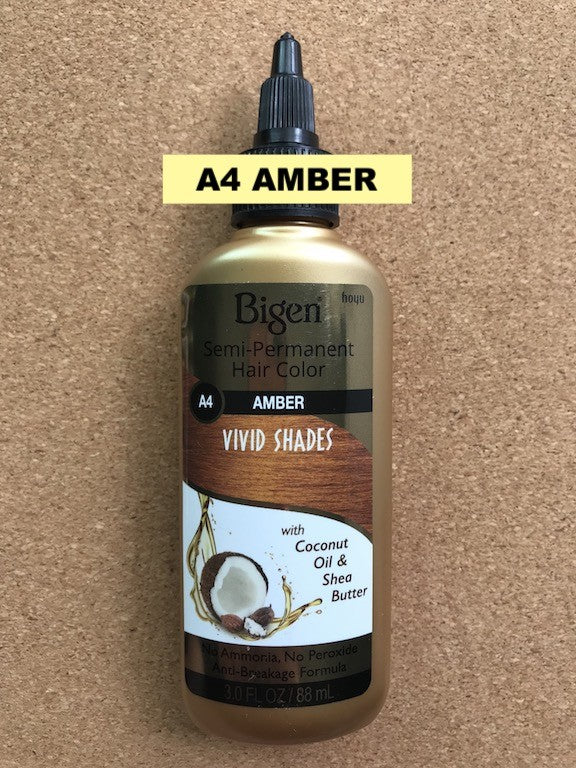 A4 AMBER
Bigen®
hoyu
Semi-Permanent
Hair Color
A4 AMBER
VIVID SHADES
with
Coconut
Oil &
Shea
Butter
No Ammonia, No Peroxide
Anti-Breakage Formula
3.0 FL OZ / 88 mL